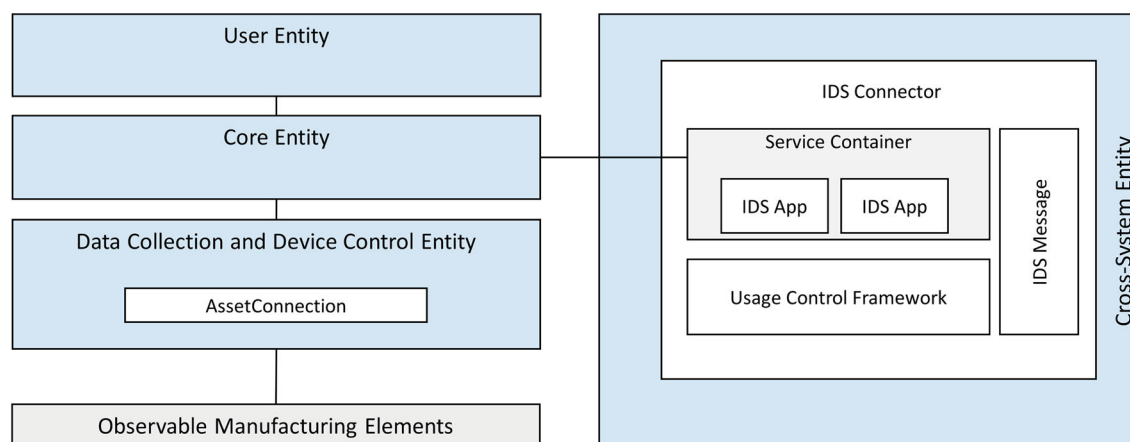 User Entity
Core Entity
Data Collection and Device Control Entity
AssetConnection
Observable Manufacturing Elements
IDS Connector
Service Container
IDS App
IDS App
Usage Control Framework
IDS Message
Cross-System Entity